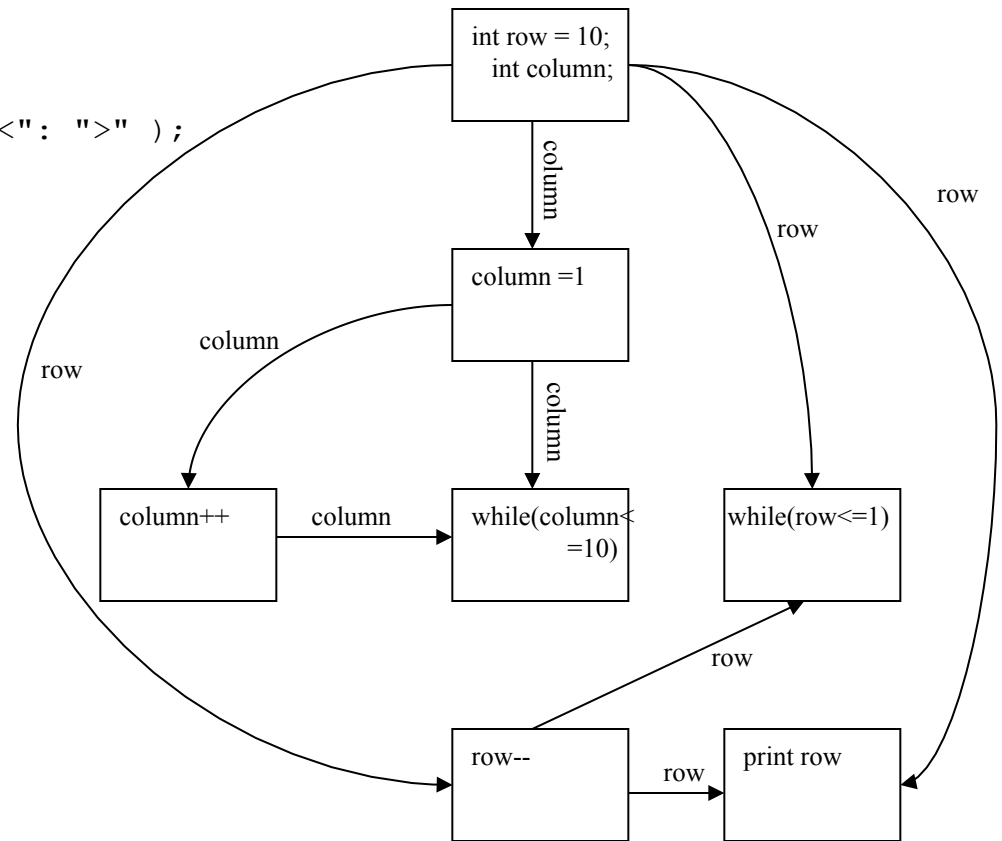 int row = 10;
int column;
<": ">" );
column
row
row
column =1
column
row
column
column++
column
while(column<
=10)
while(row<=1)
row
row--
row
print row